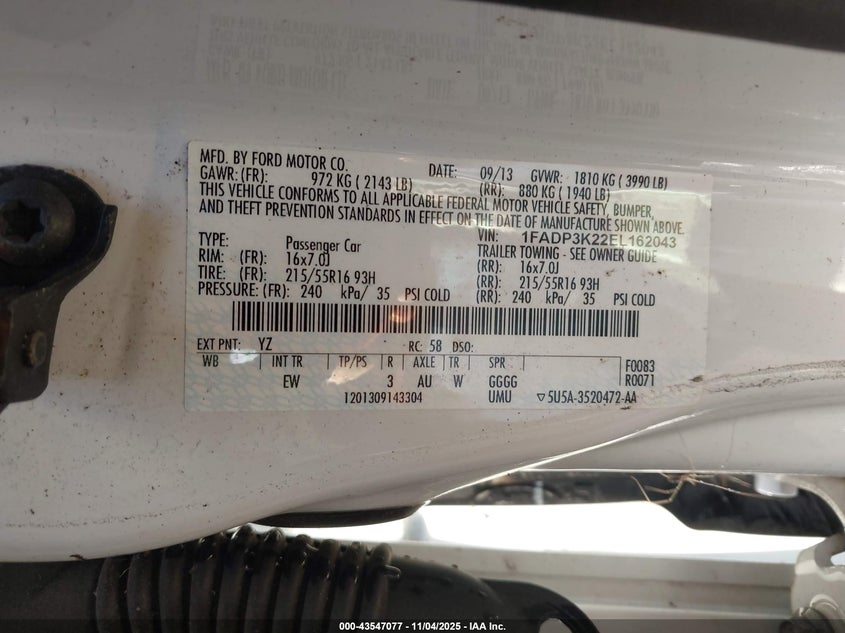 MFD. BY FORD MOTOR CO. DATE: 09/13 GVWR: 1810 KG ( 3990 LB)
GAWR: (FR): 972 KG ( 2143 LB) (RR): 880 KG ( 1940 LB)
THIS VEHICLE CONFORMS TO ALL APPLICABLE FEDERAL MOTOR VEHICLE SAFETY, BUMPER,
AND THEFT PREVENTION STANDARDS IN EFFECT ON THE DATE OF MANUFACTURE SHOWN ABOVE.
VIN: 1FADP3K22EL162043
TYPE: Passenger Car TRAILER TOWING - SEE OWNER GUIDE
RIM: (FR): 16x7.0J (RR): 16x7.0J
TIRE: (FR): 215/55R16 93H (RR): 215/55R16 93H
PRESSURE: (FR): 240 kPa/ 35 PSI COLD (RR): 240 kPa/ 35 PSI COLD
EXT PNT: YZ RC: 58 DSO:
WB INT TR TP/PS R AXLE TR SPR F0083
EW 3 AU W GGGG R0071
1201309143304 UMU ▽5U5A-3520472-AA
000-43547077 - 11/04/2025 - IAA Inc.